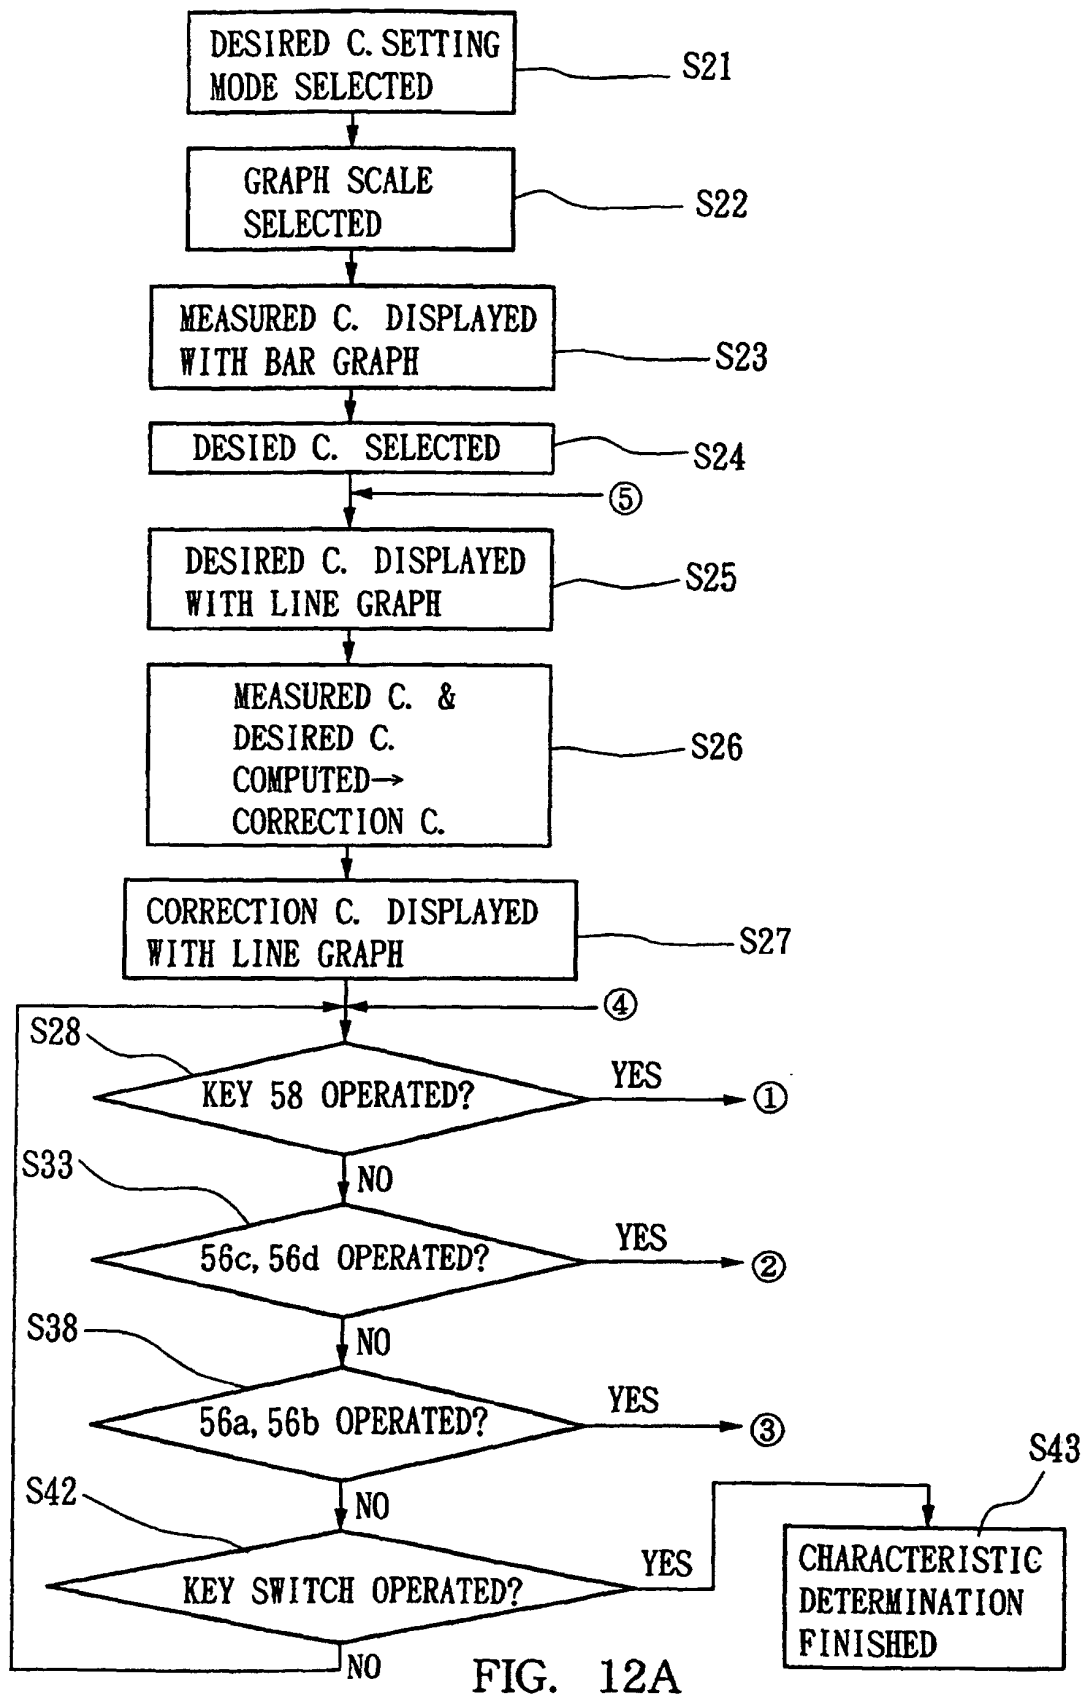 DESIRED C. SETTING
MODE SELECTED
S21
GRAPH SCALE
SELECTED
S22
MEASURED C. DISPLAYED
WITH BAR GRAPH
S23
DESIED C. SELECTED
S24
⑤
DESIRED C. DISPLAYED
WITH LINE GRAPH
S25
MEASURED C. &
DESIRED C.
COMPUTED→
CORRECTION C.
S26
CORRECTION C. DISPLAYED
WITH LINE GRAPH
S27
④
S28
KEY 58 OPERATED?
YES
①
NO
S33
56c, 56d OPERATED?
YES
②
NO
S38
56a, 56b OPERATED?
YES
③
NO
S42
KEY SWITCH OPERATED?
YES
NO
S43
CHARACTERISTIC
DETERMINATION
FINISHED
FIG. 12A